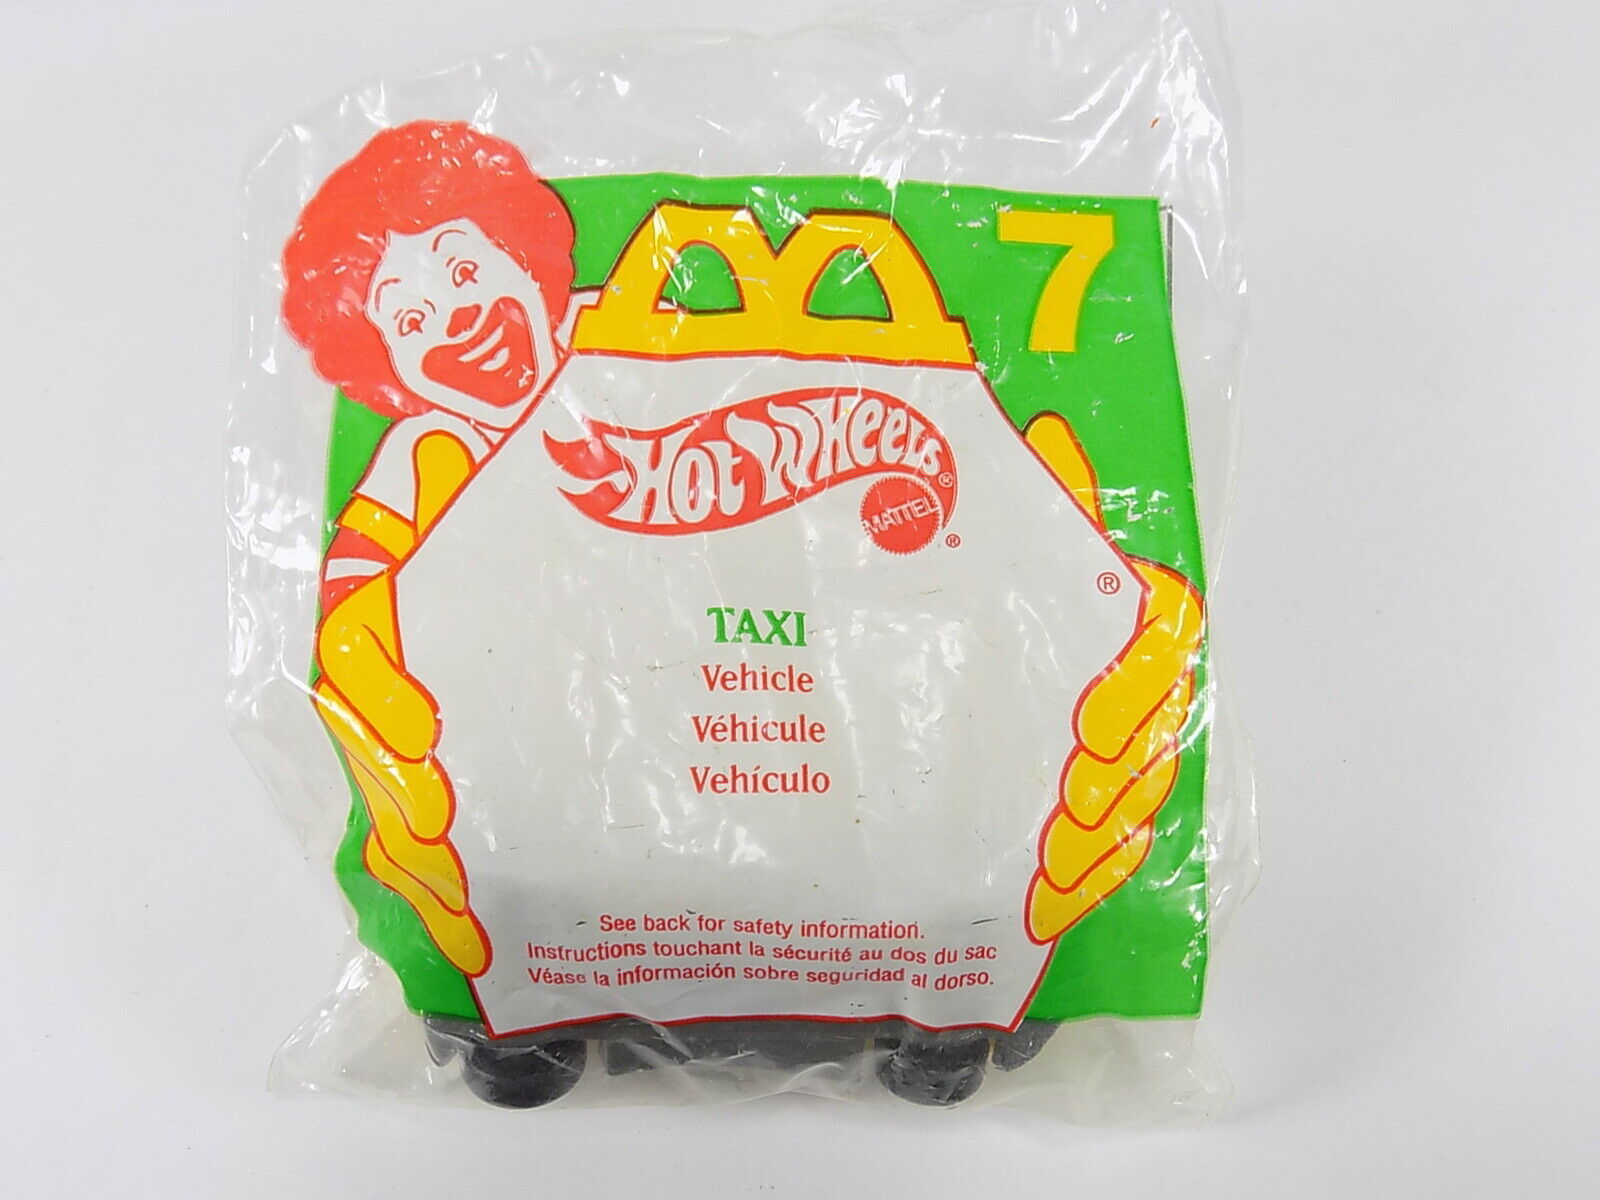 7
Hot Wheels®
MATTEL ®
®
TAXI
Vehicle
Véhicule
Vehículo
See back for safety information.
Instructions touchant la sécurité au dos du sac
Véase la información sobre seguridad al dorso.